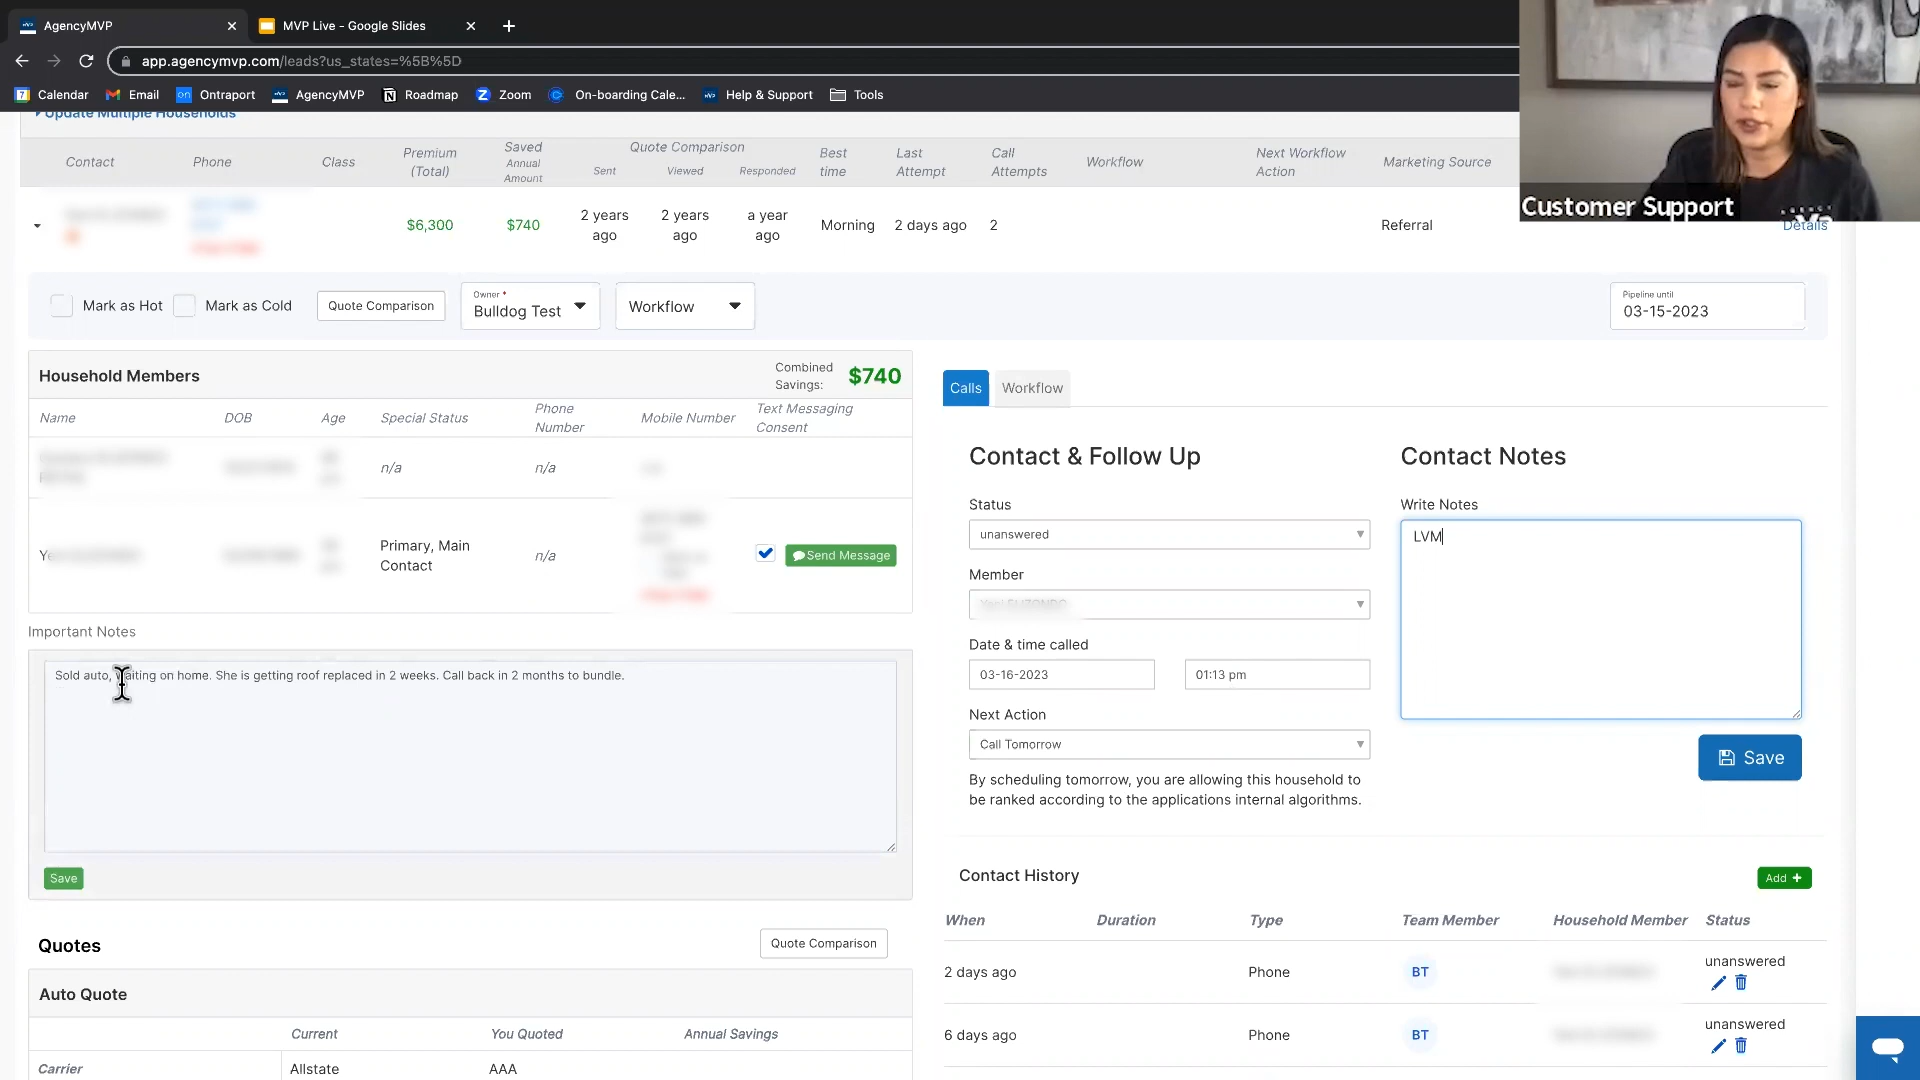 AgencyMVP
MVP Live - Google Slides
app.agencymvp.com/leads?us_states=%5B%5D
Calendar
Email
Ontraport
AgencyMVP
Roadmap
Zoom
On-boarding Cale...
Help & Support
Tools
Update Multiple Households
Contact
Phone
Class
Premium (Total)
Saved Annual Amount
Quote Comparison
Sent
Viewed
Responded
Best time
Last Attempt
Call Attempts
Workflow
Next Workflow Action
Marketing Source
Customer Support
$6,300
$740
2 years ago
2 years ago
a year ago
Morning
2 days ago
2
Referral
Details
Mark as Hot
Mark as Cold
Quote Comparison
Owner *
Bulldog Test
Workflow
Pipeline until
03-15-2023
Household Members
Combined Savings:
$740
Name
DOB
Age
Special Status
Phone Number
Mobile Number
Text Messaging Consent
n/a
n/a
Primary, Main Contact
n/a
Send Message
Important Notes
Sold auto, waiting on home. She is getting roof replaced in 2 weeks. Call back in 2 months to bundle.
Save
Quotes
Quote Comparison
Auto Quote
Current
You Quoted
Annual Savings
Carrier
Allstate
AAA
Calls
Workflow
Contact & Follow Up
Status
unanswered
Member
Date & time called
03-16-2023
01:13 pm
Next Action
Call Tomorrow
By scheduling tomorrow, you are allowing this household to
be ranked according to the applications internal algorithms.
Contact Notes
Write Notes
LVM
Save
Contact History
Add +
When
Duration
Type
Team Member
Household Member
Status
2 days ago
Phone
BT
unanswered
6 days ago
Phone
BT
unanswered